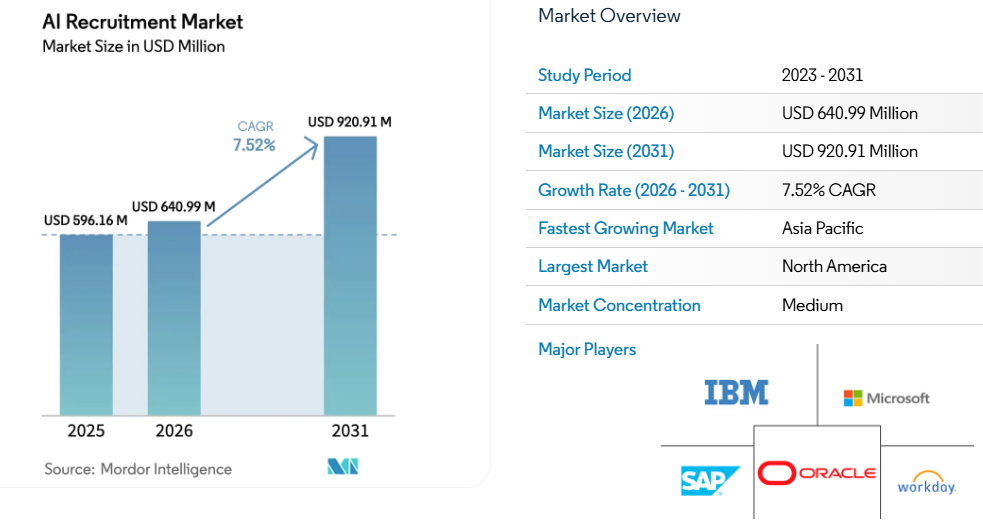 AI Recruitment Market
Market Size in USD Million
CAGR
7.52%
USD 920.91 M
USD 640.99 M
USD 596.16 M
2025
2026
2031
Source: Mordor Intelligence
Market Overview
Study Period 2023 - 2031
Market Size (2026) USD 640.99 Million
Market Size (2031) USD 920.91 Million
Growth Rate (2026 - 2031) 7.52% CAGR
Fastest Growing Market Asia Pacific
Largest Market North America
Market Concentration Medium
Major Players
IBM
Microsoft
SAP
ORACLE
workday.